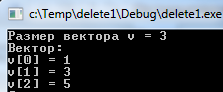 c:\Temp\delete1\Debug\delete1.exe
Размер вектора v = 3
Вектор:
v[0] = 1
v[1] = 3
v[2] = 5